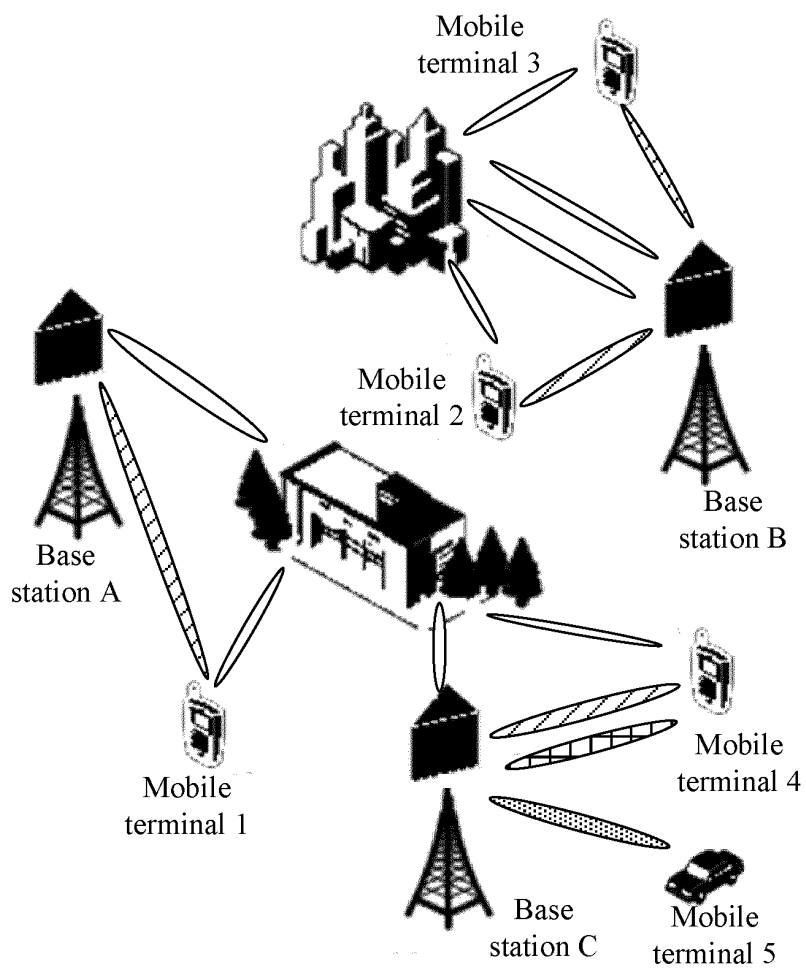 Mobile
terminal 3
Mobile
terminal 2
Base
station B
Base
station A
Mobile
terminal 1
Mobile
terminal 4
Base
station C
Mobile
terminal 5